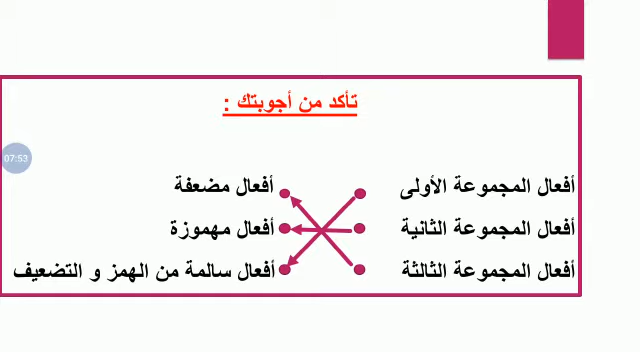 تأكد من أجوبتك :
07:53
أفعال المجموعة الأولى
أفعال مضعفة
أفعال المجموعة الثانية
أفعال مهموزة
أفعال المجموعة الثالثة
أفعال سالمة من الهمز و التضعيف